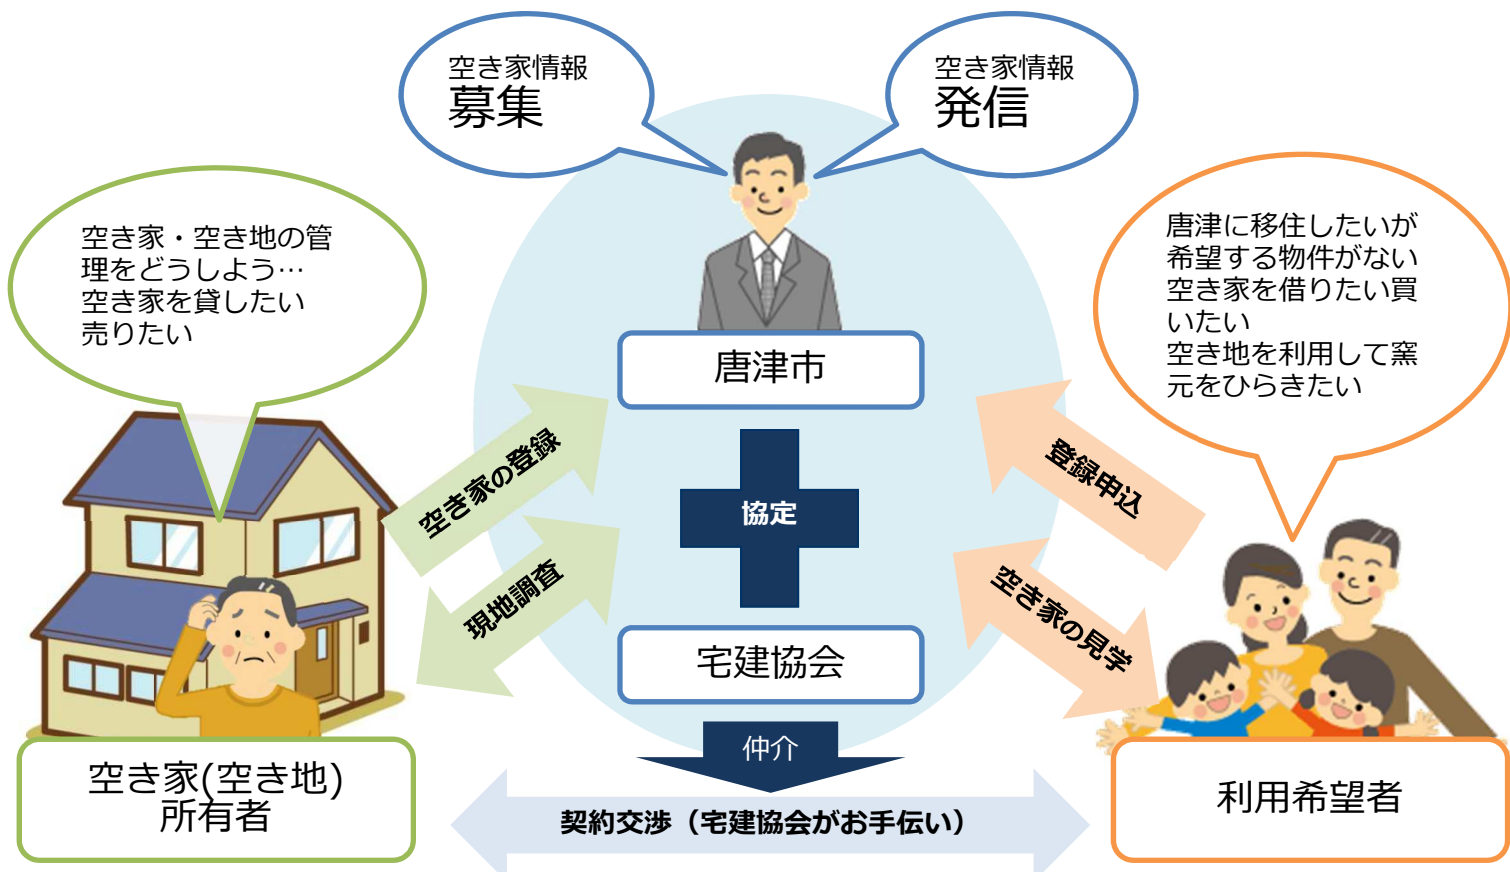 空き家情報
募集
空き家情報
発信
空き家・空き地の管
理をどうしよう…
空き家を貸したい
売りたい
唐津に移住したいが
希望する物件がない
空き家を借りたい買
いたい
空き地を利用して窯
元をひらきたい
唐津市
空き家の登録
登録申込
協定
現地調査
空き家の見学
宅建協会
仲介
空き家(空き地)
所有者
利用希望者
契約交渉（宅建協会がお手伝い）